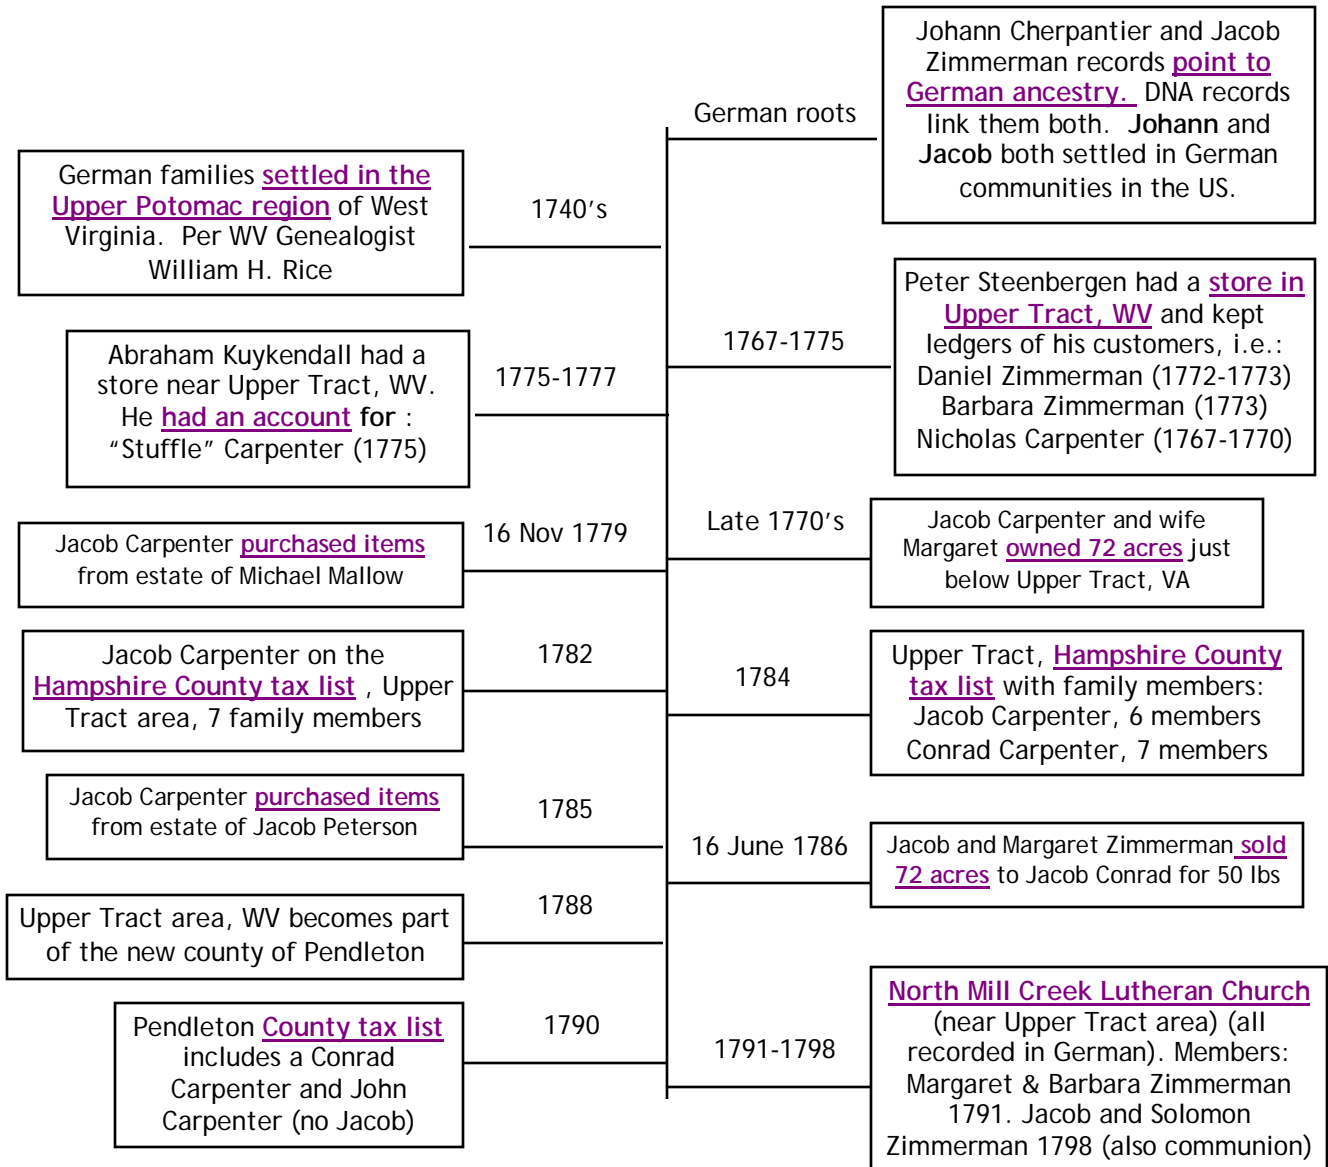 Johann Cherpantier and Jacob
Zimmerman records point to
German ancestry. DNA records
link them both. Johann and
Jacob both settled in German
communities in the US.
German roots
German families settled in the
Upper Potomac region of West
Virginia. Per WV Genealogist
William H. Rice
1740's
Peter Steenbergen had a store in
Upper Tract, WV and kept
ledgers of his customers, i.e.:
Daniel Zimmerman (1772-1773)
Barbara Zimmerman (1773)
Nicholas Carpenter (1767-1770)
1767-1775
Abraham Kuykendall had a
store near Upper Tract, WV.
He had an account for :
“Stuffle” Carpenter (1775)
1775-1777
Late 1770's
Jacob Carpenter and wife
Margaret owned 72 acres just
below Upper Tract, VA
16 Nov 1779
Jacob Carpenter purchased items
from estate of Michael Mallow
Jacob Carpenter on the
Hampshire County tax list , Upper
Tract area, 7 family members
1782
1784
Upper Tract, Hampshire County
tax list with family members:
Jacob Carpenter, 6 members
Conrad Carpenter, 7 members
Jacob Carpenter purchased items
from estate of Jacob Peterson
1785
16 June 1786
Jacob and Margaret Zimmerman sold
72 acres to Jacob Conrad for 50 lbs
1788
Upper Tract area, WV becomes part
of the new county of Pendleton
Pendleton County tax list
includes a Conrad
Carpenter and John
Carpenter (no Jacob)
1790
1791-1798
North Mill Creek Lutheran Church
(near Upper Tract area) (all
recorded in German). Members:
Margaret & Barbara Zimmerman
1791. Jacob and Solomon
Zimmerman 1798 (also communion)